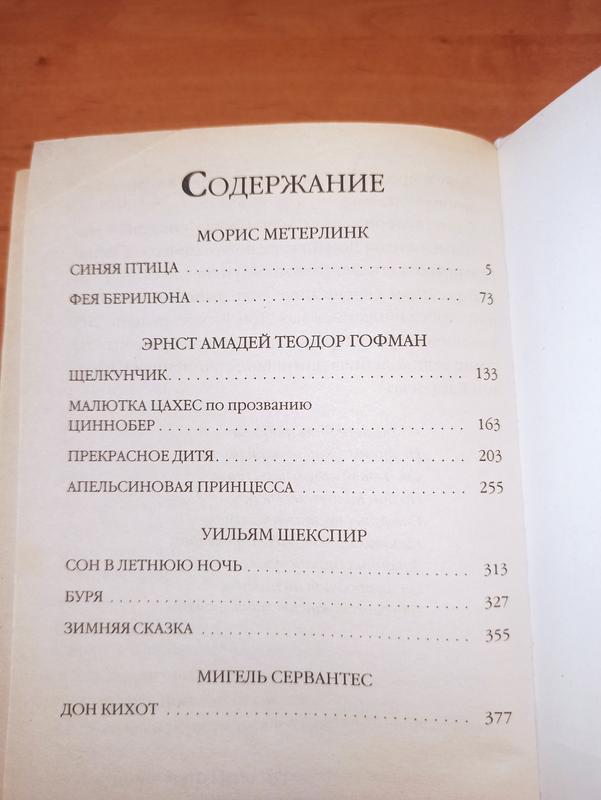 СОДЕРЖАНИЕ
МОРИС МЕТЕРЛИНК
СИНЯЯ ПТИЦА . . . . . . . . . . . . . . . . . . . . . . . . . 5
ФЕЯ БЕРИЛЮНА . . . . . . . . . . . . . . . . . . . . . . . . 73
ЭРНСТ АМАДЕЙ ТЕОДОР ГОФМАН
ЩЕЛКУНЧИК. . . . . . . . . . . . . . . . . . . . . . . . . . 133
МАЛЮТКА ЦАХЕС по прозванию
ЦИННОБЕР . . . . . . . . . . . . . . . . . . . . . . . . . . . 163
ПРЕКРАСНОЕ ДИТЯ. . . . . . . . . . . . . . . . . . . . . . 203
АПЕЛЬСИНОВАЯ ПРИНЦЕССА . . . . . . . . . . . . . . 255
УИЛЬЯМ ШЕКСПИР
СОН В ЛЕТНЮЮ НОЧЬ . . . . . . . . . . . . . . . . . . . 313
БУРЯ . . . . . . . . . . . . . . . . . . . . . . . . . . . . . . . 327
ЗИМНЯЯ СКАЗКА . . . . . . . . . . . . . . . . . . . . . . . 355
МИГЕЛЬ СЕРВАНТЕС
ДОН КИХОТ . . . . . . . . . . . . . . . . . . . . . . . . . . 377